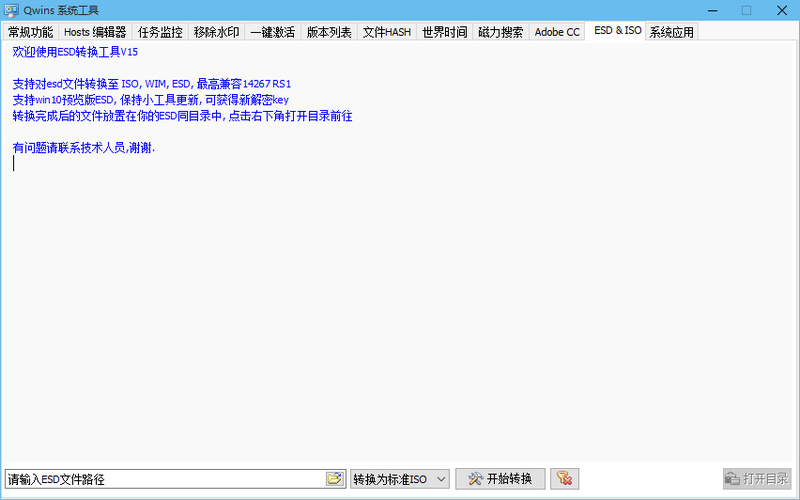 Qwins 系统工具
常规功能 Hosts 编辑器 任务监控 移除水印 一键激活 版本列表 文件HASH 世界时间 磁力搜索 Adobe CC ESD & ISO 系统应用
欢迎使用ESD转换工具V15
支持对esd文件转换至 ISO, WIM, ESD, 最高兼容14267 RS1
支持win10预览版ESD, 保持小工具更新, 可获得新解密key
转换完成后的文件放置在你的ESD同目录中, 点击右下角打开目录前往
有问题请联系技术人员,谢谢.
请输入ESD文件路径 转换为标准ISO 开始转换 打开目录